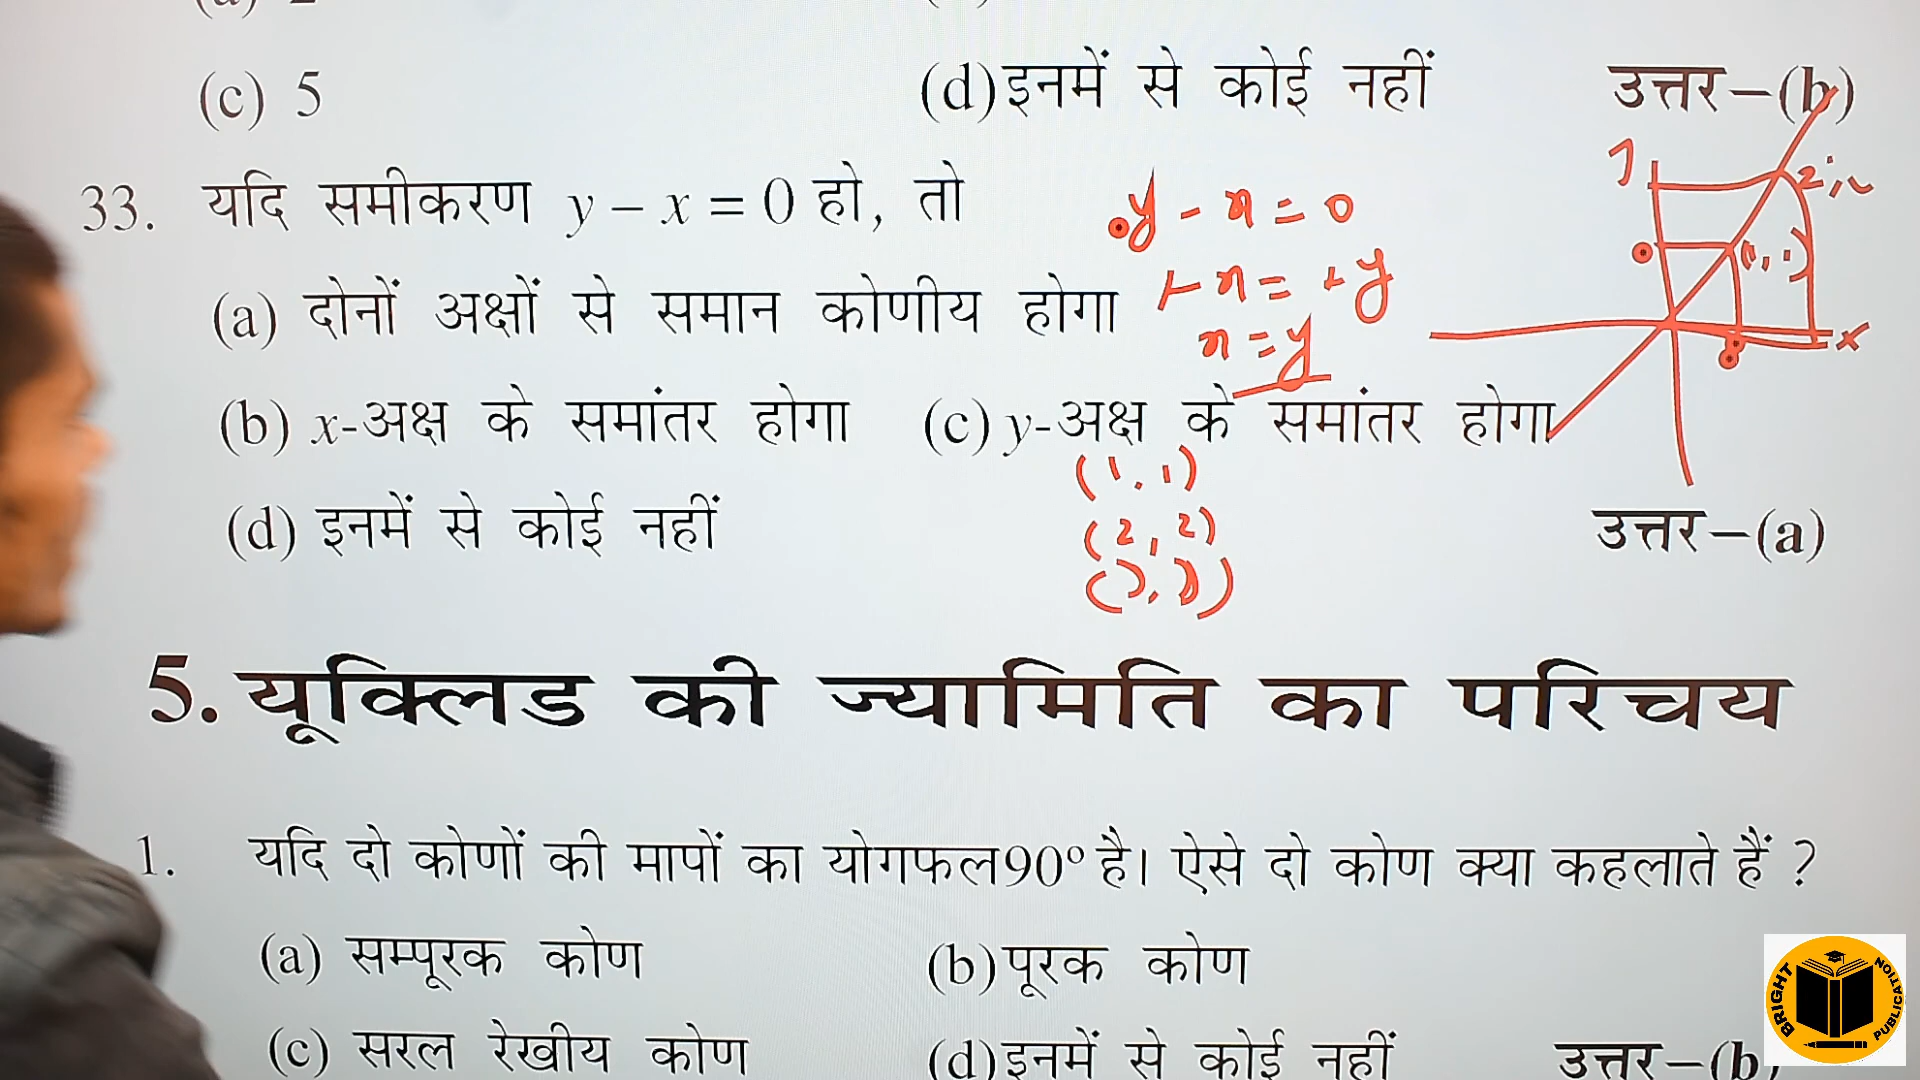 (c) 5 (d) इनमें से कोई नहीं उत्तर–(b)
33. यदि समीकरण y – x = 0 हो, तो
y - x = 0
(a) दोनों अक्षों से समान कोणीय होगा
+x = +y
x = y
(b) x-अक्ष के समांतर होगा (c) y-अक्ष के समांतर होगा
(1, 1)
(d) इनमें से कोई नहीं उत्तर–(a)
(2, 2)
5. यूक्लिड की ज्यामिति का परिचय
1. यदि दो कोणों की मापों का योगफल 90° है। ऐसे दो कोण क्या कहलाते हैं ?
(a) सम्पूरक कोण (b) पूरक कोण
(c) सरल रेखीय कोण (d) इनमें से कोई नहीं उत्तर–(b)
BRIGHT PUBLICATION